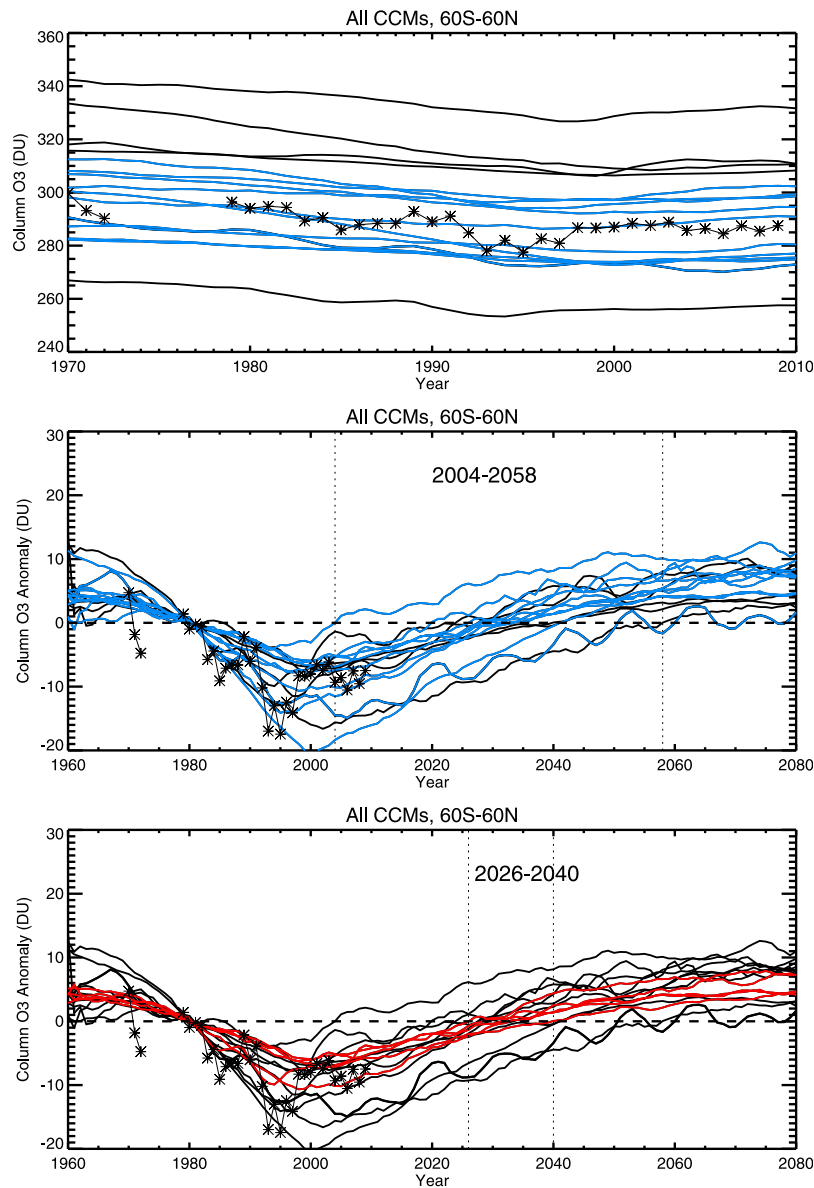 All CCMs, 60S-60N
360
340
320
300
280
260
240
Column O3 (DU)
1970 1980 1990 2000 2010
Year
All CCMs, 60S-60N
30
20
10
0
-10
-20
Column O3 Anomaly (DU)
2004-2058
1960 1980 2000 2020 2040 2060 2080
Year
All CCMs, 60S-60N
30
20
10
0
-10
-20
Column O3 Anomaly (DU)
2026-2040
1960 1980 2000 2020 2040 2060 2080
Year